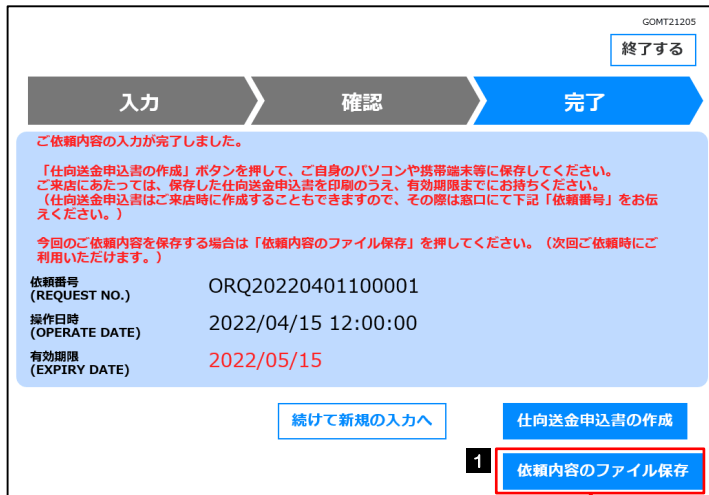 GOMT21205
終了する
入力
確認
完了
ご依頼内容の入力が完了しました。
「仕向送金申込書の作成」ボタンを押して、ご自身のパソコンや携帯端末等に保存してください。
ご来店にあたっては、保存した仕向送金申込書を印刷のうえ、有効期限までにお持ちください。
（仕向送金申込書はご来店時に作成することもできますので、その際は窓口にて下記「依頼番号」をお伝
えください。）
今回のご依頼内容を保存する場合は「依頼内容のファイル保存」を押してください。（次回ご依頼時にご
利用いただけます。）
依頼番号
(REQUEST NO.)
ORQ20220401100001
操作日時
(OPERATE DATE)
2022/04/15 12:00:00
有効期限
(EXPIRY DATE)
2022/05/15
続けて新規の入力へ
仕向送金申込書の作成
1
依頼内容のファイル保存